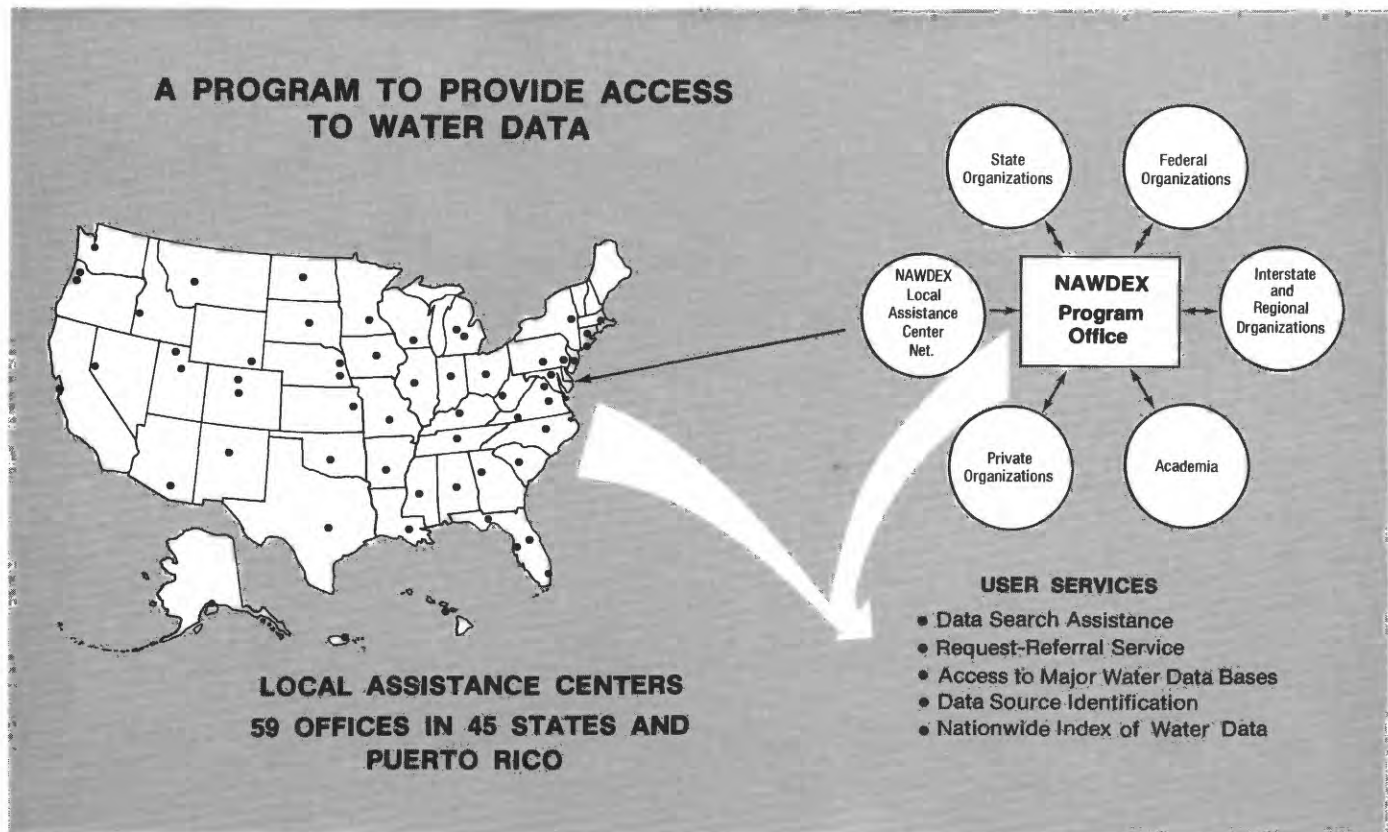 A PROGRAM TO PROVIDE ACCESS
TO WATER DATA
State
Organizations
Federal
Organizations
NAWDEX
Local
Assistance
Center
Net.
NAWDEX
Program
Office
Interstate
and
Regional
Organizations
Private
Organizations
Academia
LOCAL ASSISTANCE CENTERS
59 OFFICES IN 45 STATES AND
PUERTO RICO
USER SERVICES
• Data Search Assistance
• Request-Referral Service
• Access to Major Water Data Bases
• Data Source Identification
• Nationwide Index of Water Data